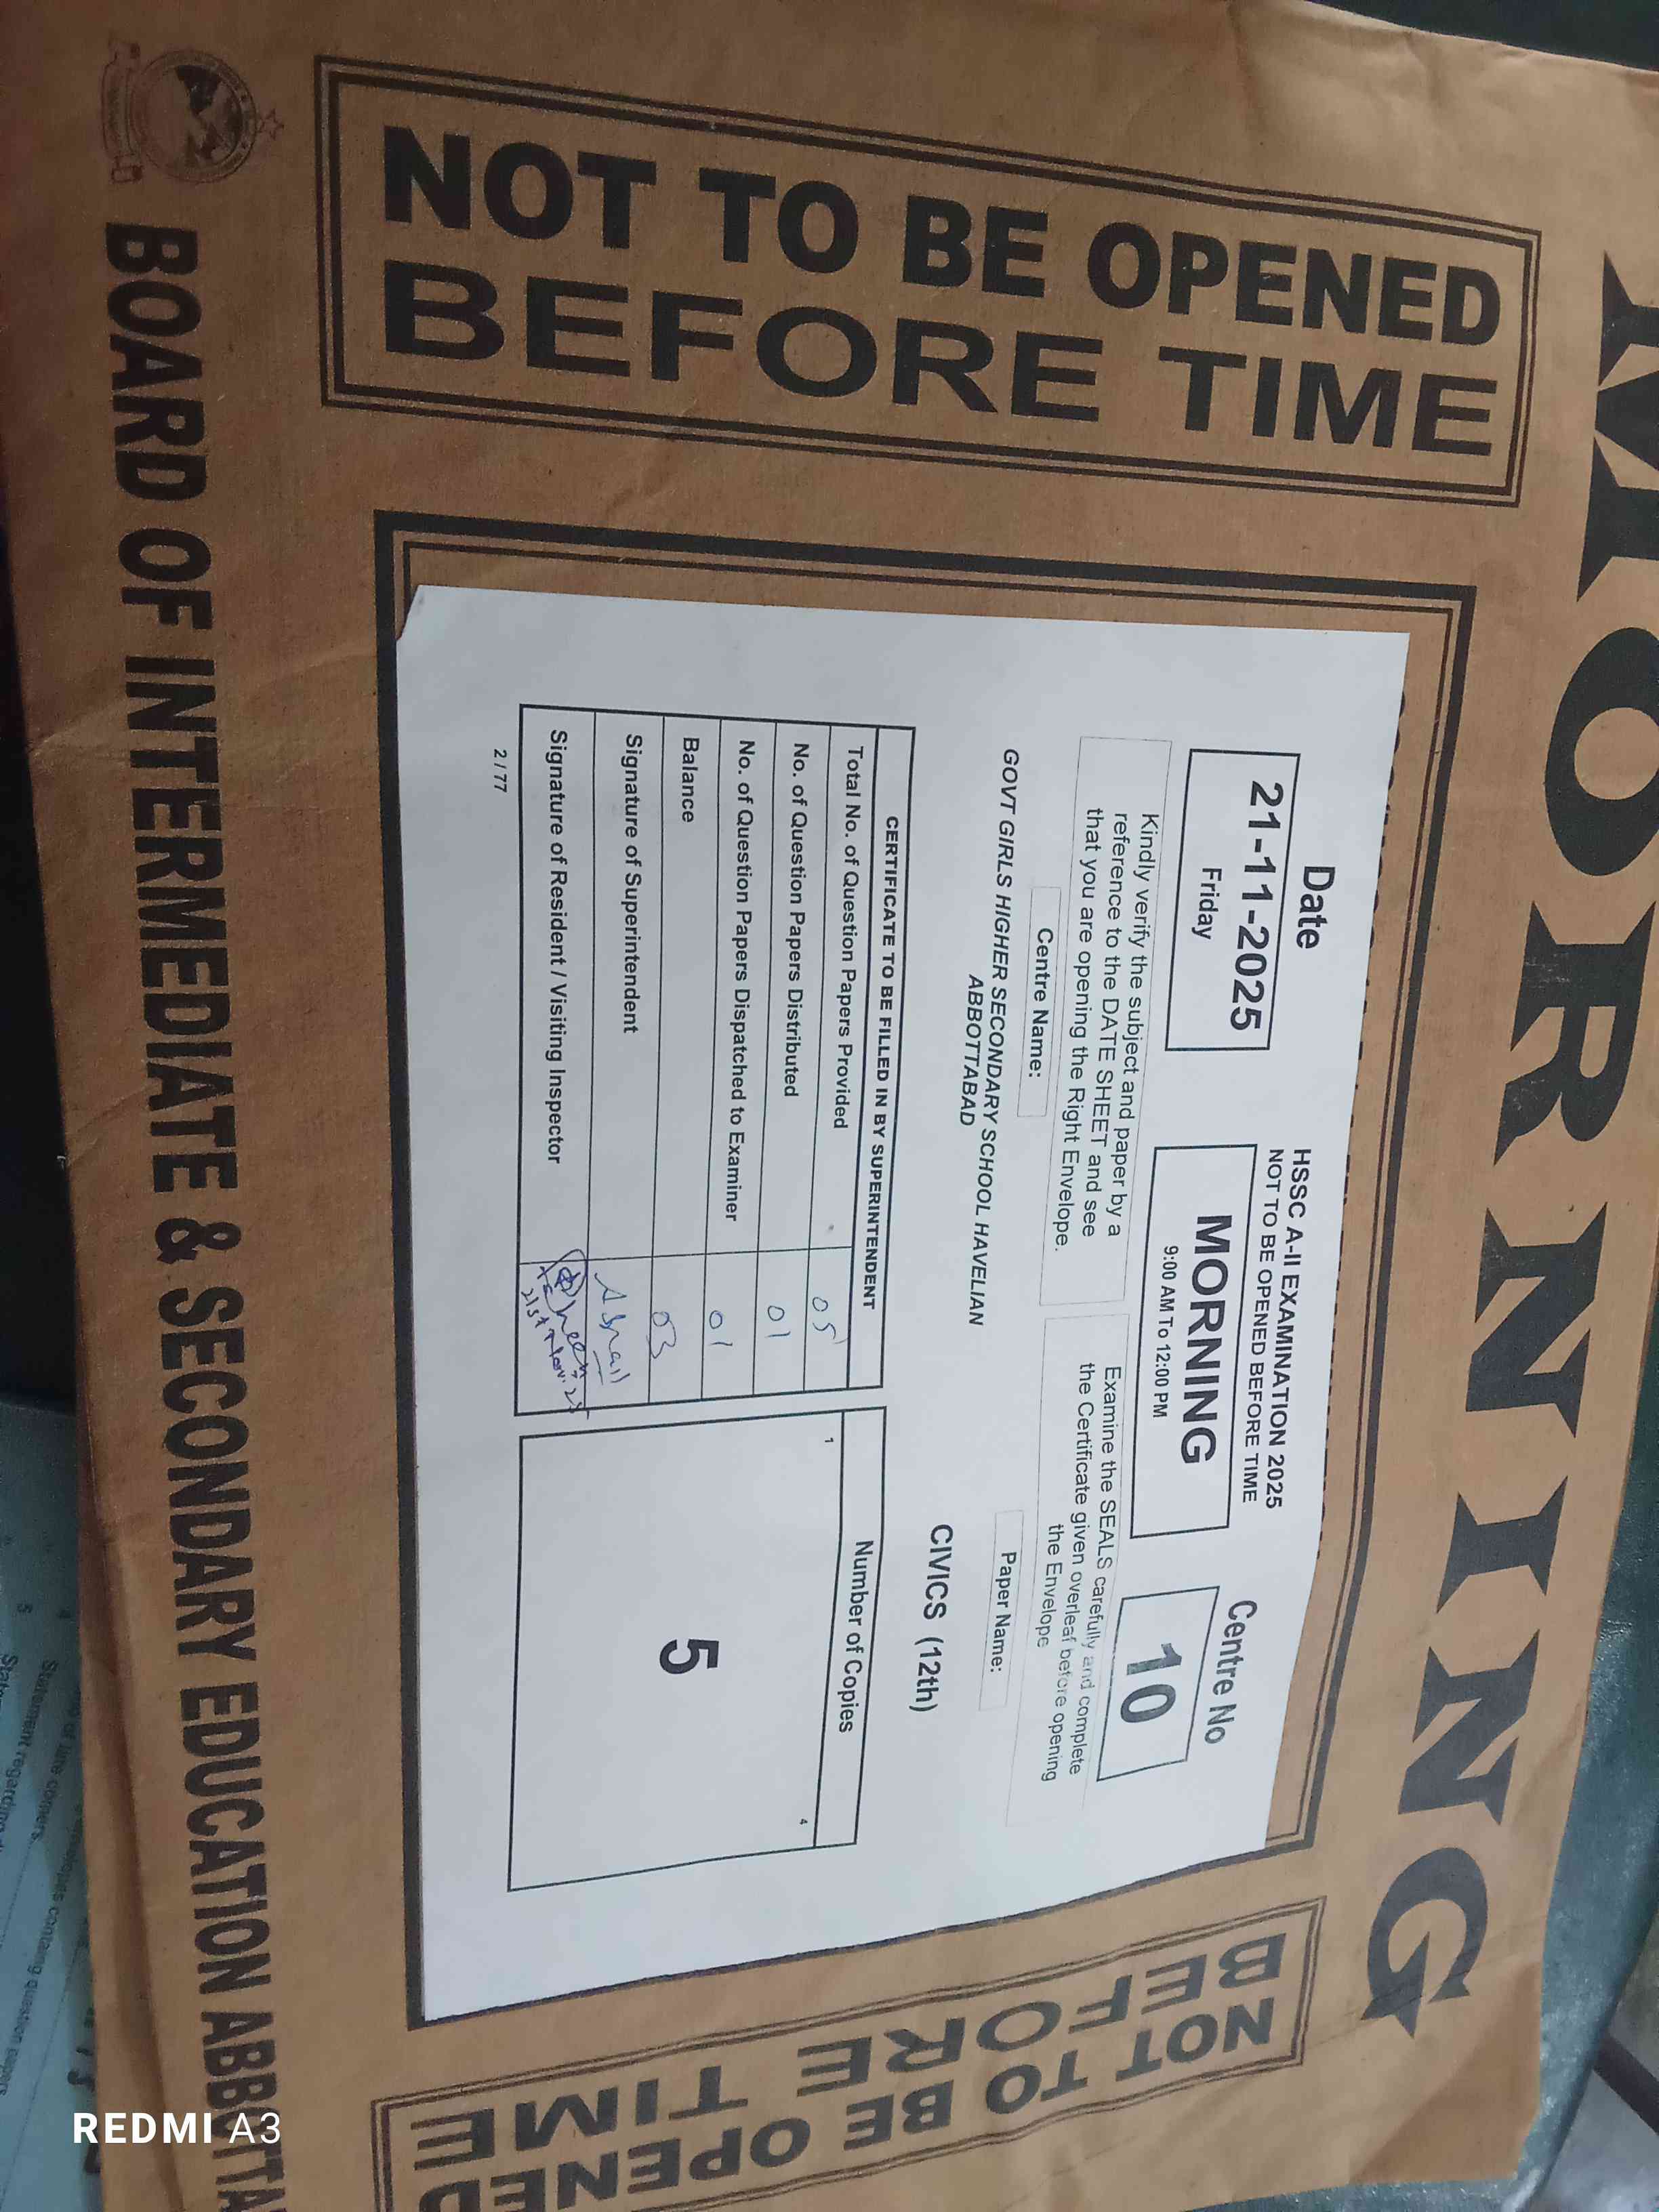 MORNING
NOT TO BE OPENED
BEFORE TIME
Date
21-11-2025
Friday
HSSC A-II EXAMINATION 2025
NOT TO BE OPENED BEFORE TIME
MORNING
9:00 AM To 12:00 PM
Centre No
10
Kindly verify the subject and paper by a
reference to the DATE SHEET and see
that you are opening the Right Envelope.
Examine the SEALS carefully and complete
the Certificate given overleaf before opening
the Envelope
Centre Name:
GOVT GIRLS HIGHER SECONDARY SCHOOL HAVELIAN
ABBOTTABAD
Paper Name:
CIVICS (12th)
CERTIFICATE TO BE FILLED IN BY SUPERINTENDENT
Total No. of Question Papers Provided 05
No. of Question Papers Distributed 01
No. of Question Papers Dispatched to Examiner 01
Balance 03
Signature of Superintendent
Signature of Resident / Visiting Inspector
21st Nov. 25
Number of Copies
1
4
5
2 / 77
NOT TO BE OPENED
BEFORE TIME
BOARD OF INTERMEDIATE & SECONDARY EDUCATION ABBOTTA
REDMI A3